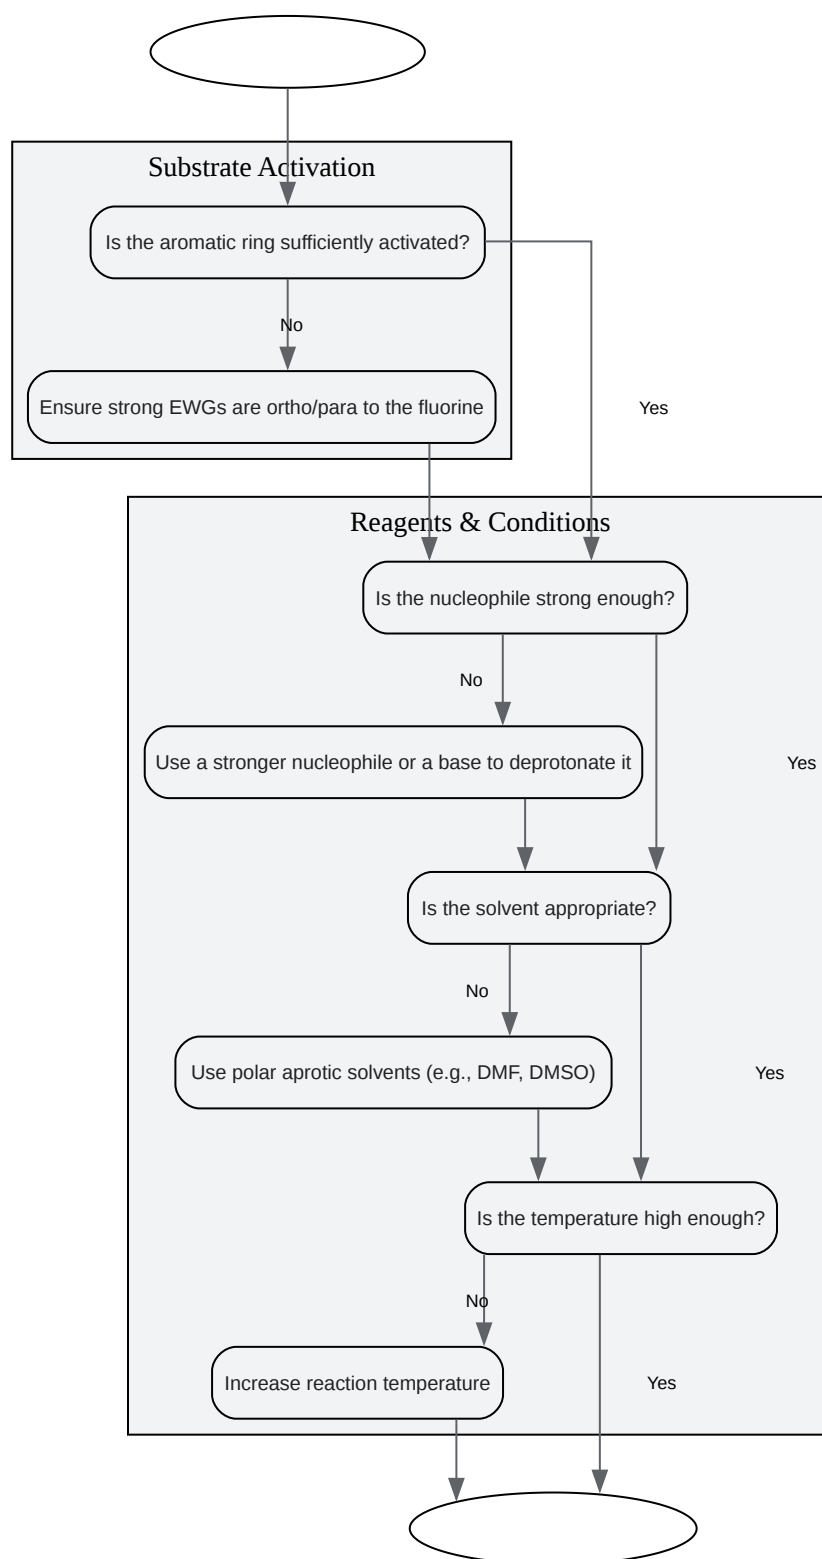 Substrate Activation
Is the aromatic ring sufficiently activated?
No
Ensure strong EWGs are ortho/para to the fluorine
Yes
Reagents & Conditions
Is the nucleophile strong enough?
No
Use a stronger nucleophile or a base to deprotonate it
Yes
Is the solvent appropriate?
No
Use polar aprotic solvents (e.g., DMF, DMSO)
Yes
Is the temperature high enough?
No
Increase reaction temperature
Yes